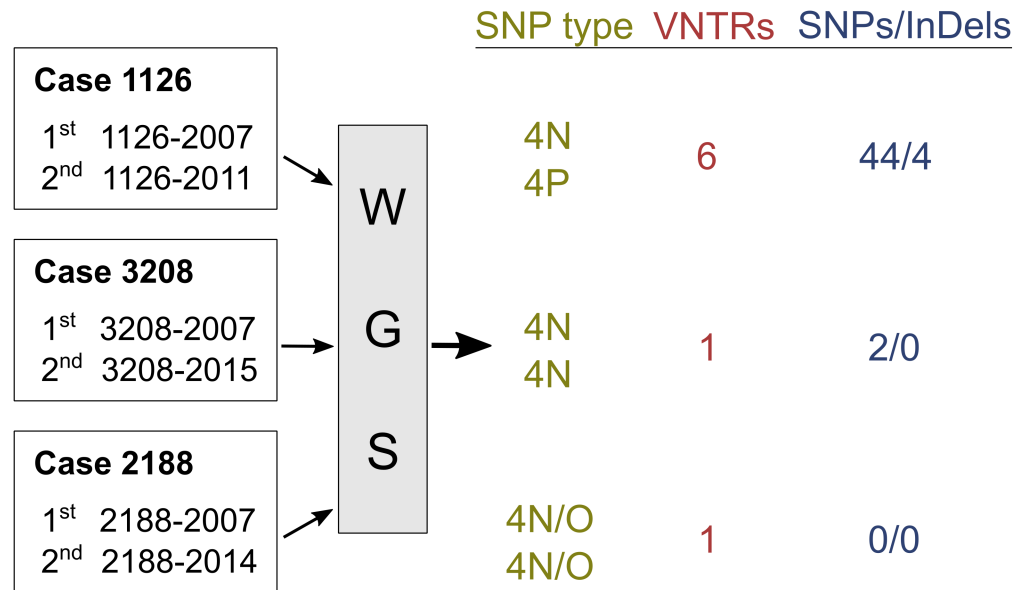 SNP type VNTRs SNPs/InDels
Case 1126
1st 1126-2007
2nd 1126-2011
4N
4P
6
44/4
Case 3208
1st 3208-2007
2nd 3208-2015
4N
4N
1
2/0
Case 2188
1st 2188-2007
2nd 2188-2014
4N/O
4N/O
1
0/0
W
G
S